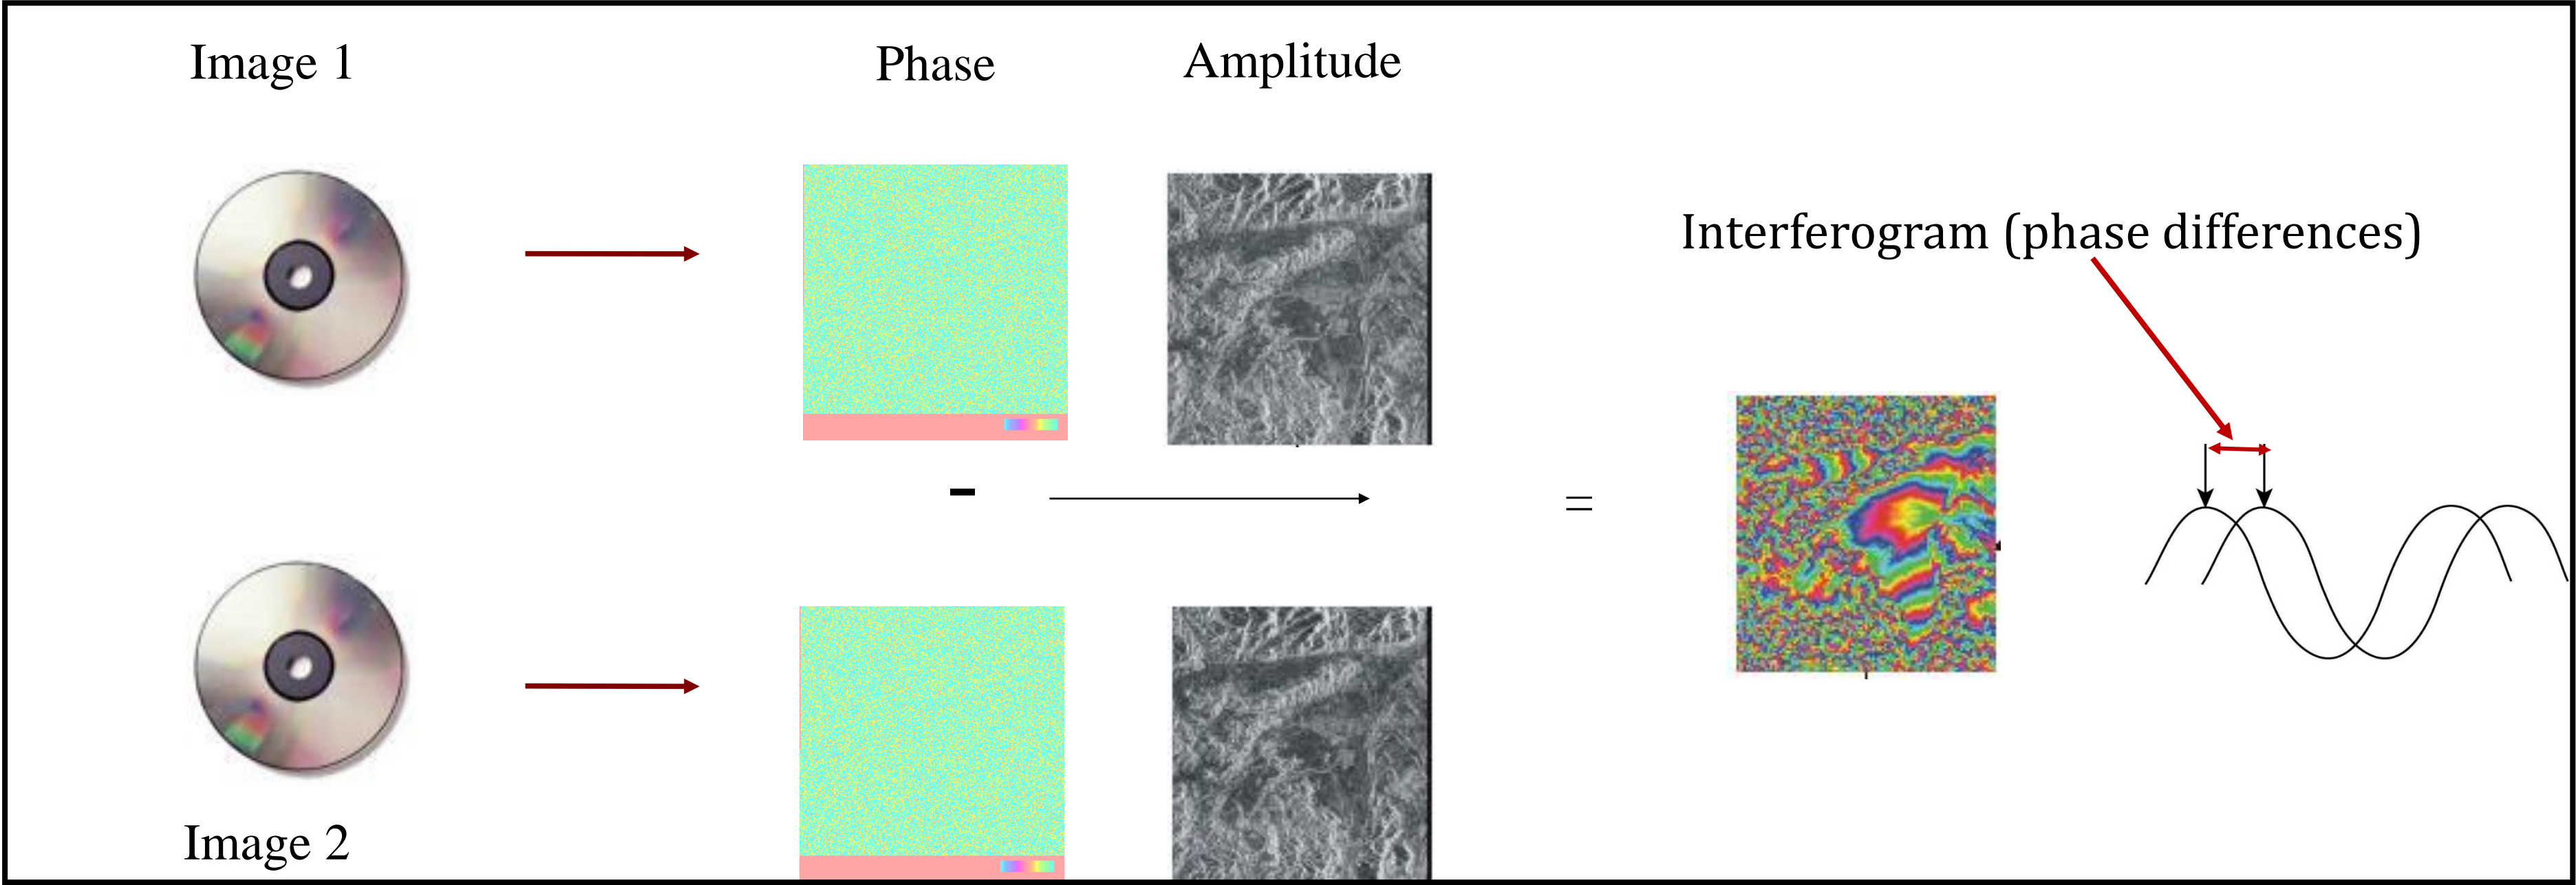 Image 1
Phase
Amplitude
Interferogram (phase differences)
-
=
Image 2